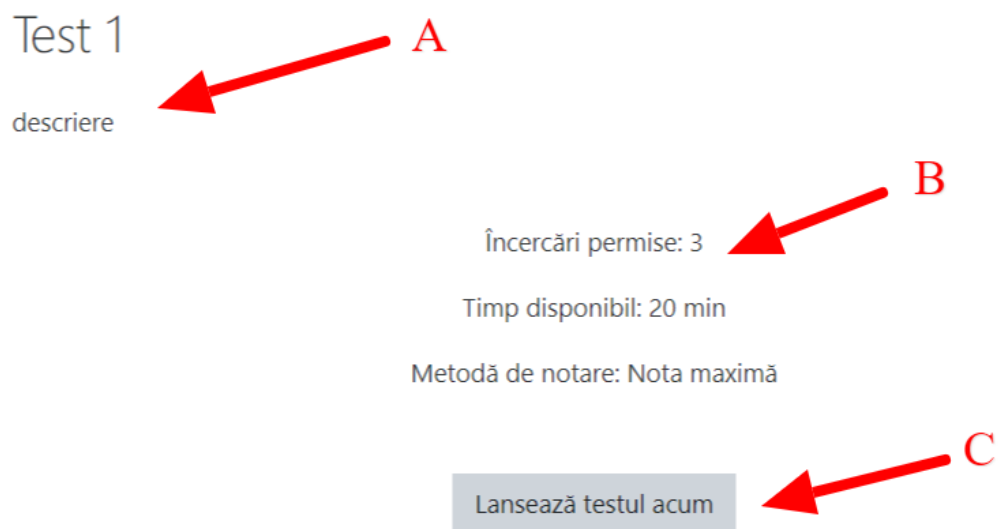 Test 1
A
descriere
B
Încercări permise: 3
Timp disponibil: 20 min
Metodă de notare: Nota maximă
C
Lansează testul acum